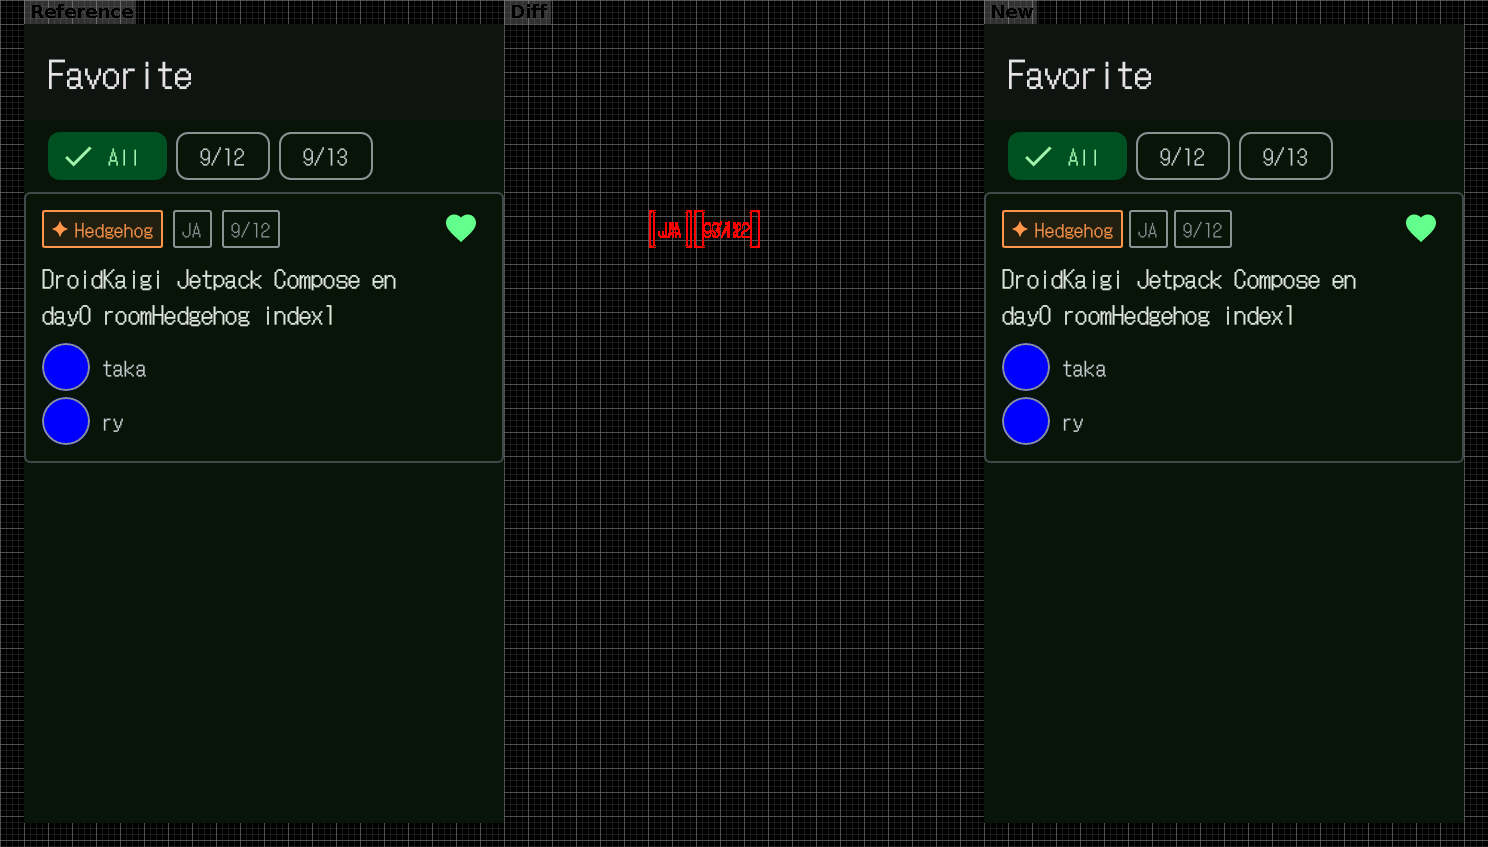 Reference
Diff
New
Favorite
All 9/12 9/13
Hedgehog JA 9/12
DroidKaigi Jetpack Compose en
day0 roomHedgehog index1
taka
ry
Favorite
All 9/12 9/13
Hedgehog JA 9/12
DroidKaigi Jetpack Compose en
day0 roomHedgehog index1
taka
ry